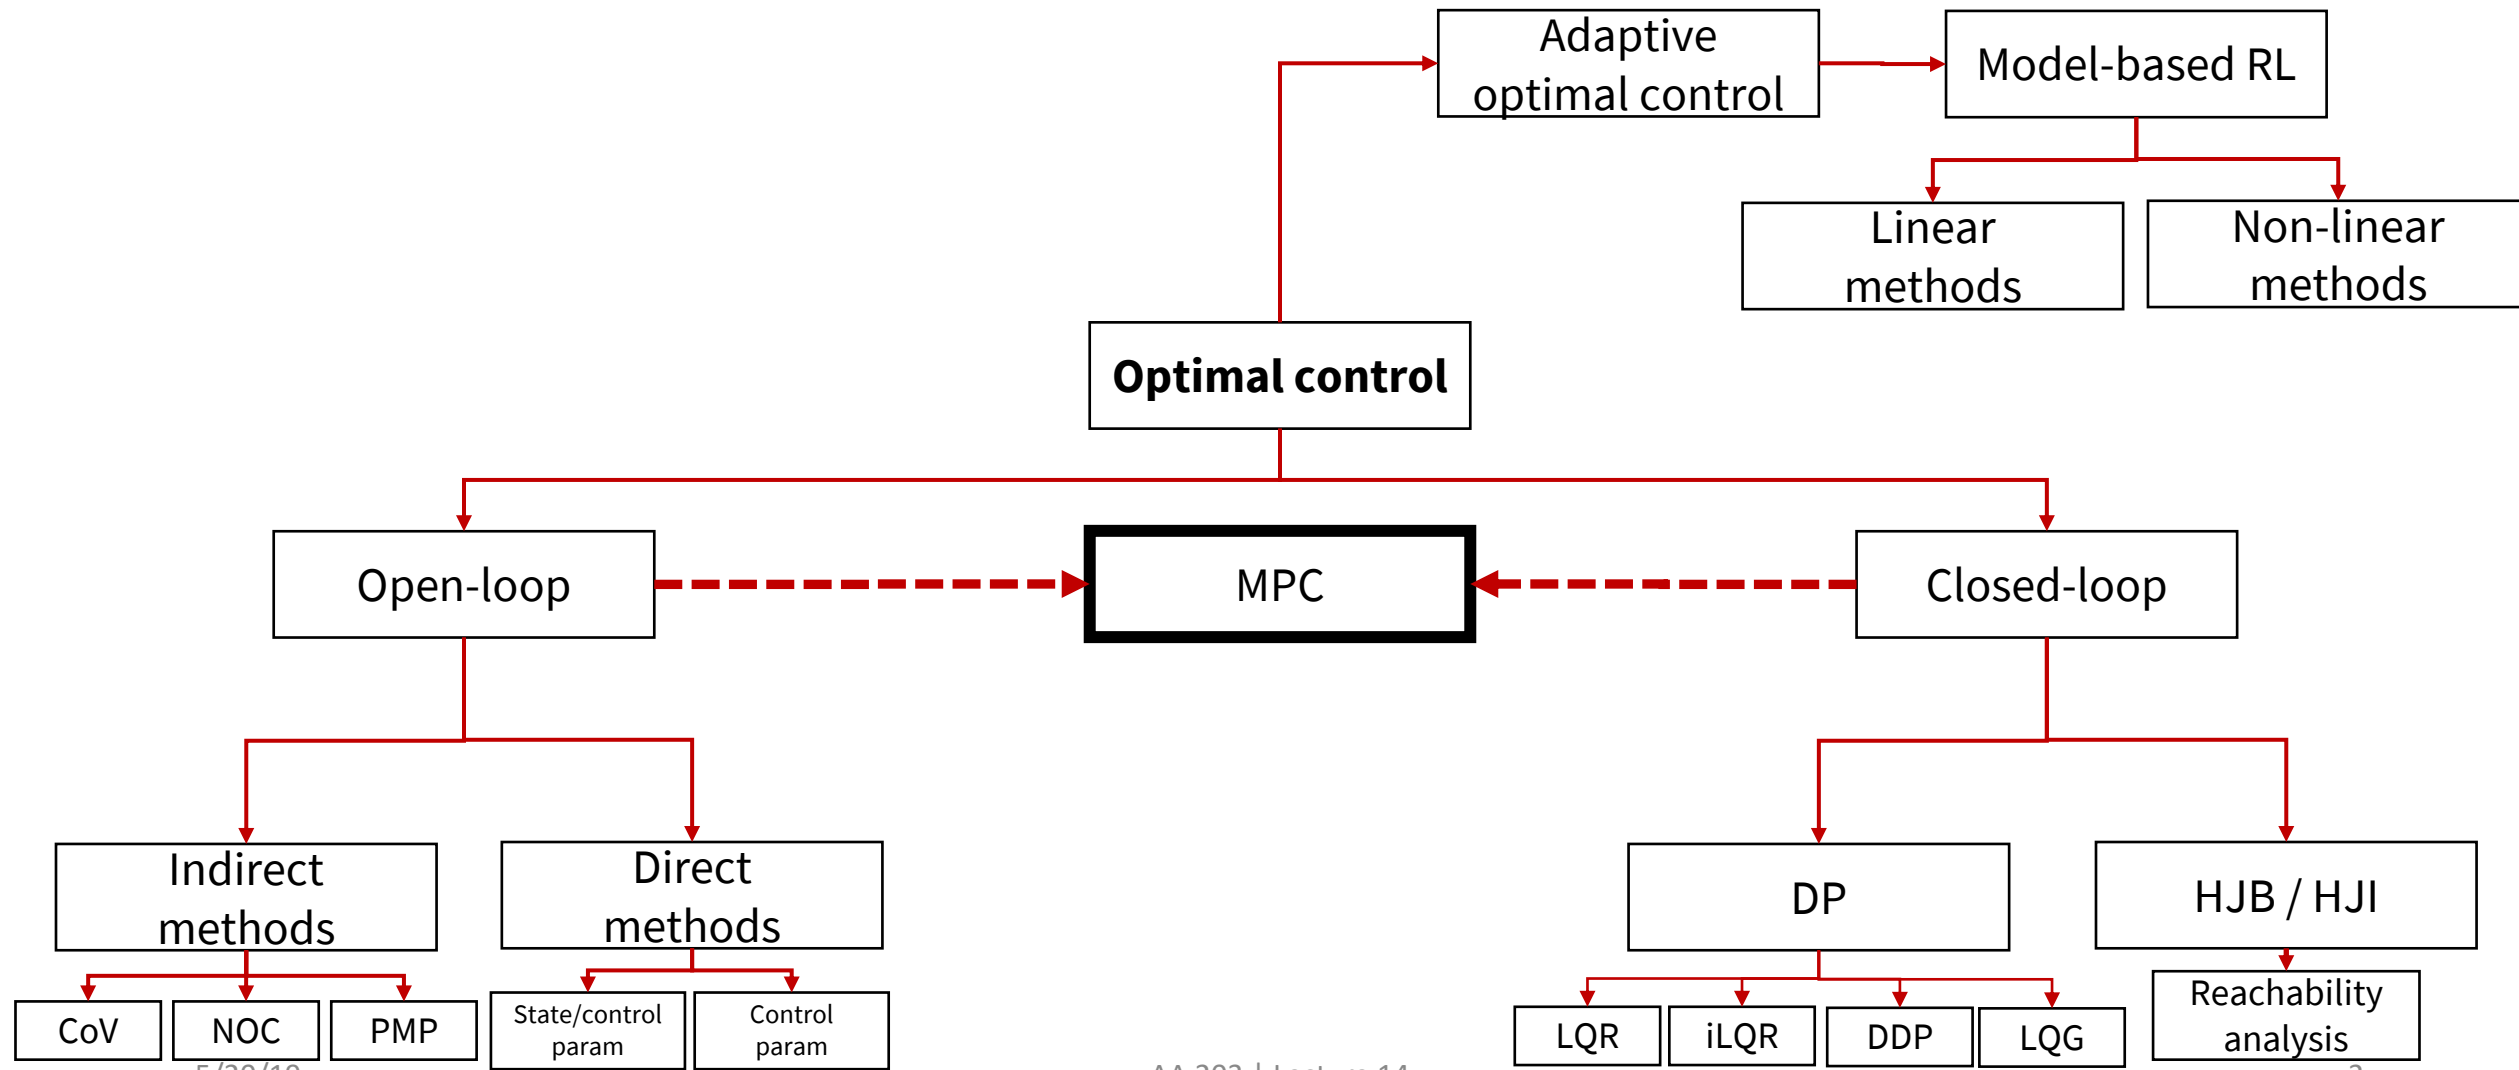 Adaptive
optimal control
Model-based RL
Linear
methods
Non-linear
methods
Optimal control
Open-loop
MPC
Closed-loop
Indirect
methods
Direct
methods
DP
HJB / HJI
CoV
NOC
PMP
State/control
param
Control
param
LQR
iLQR
DDP
LQG
Reachability
analysis